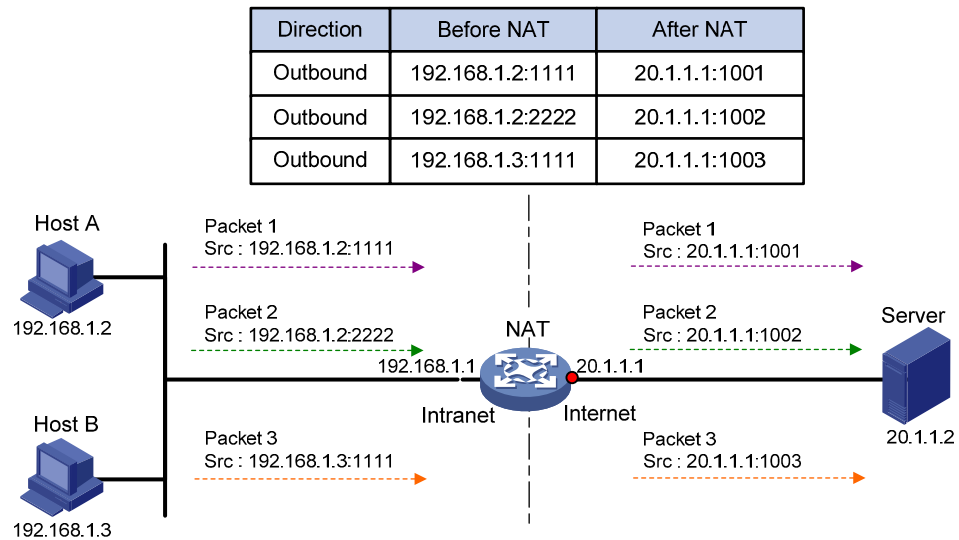 Direction Before NAT After NAT
Outbound 192.168.1.2:1111 20.1.1.1:1001
Outbound 192.168.1.2:2222 20.1.1.1:1002
Outbound 192.168.1.3:1111 20.1.1.1:1003
Host A
192.168.1.2
Packet 1
Src : 192.168.1.2:1111
Packet 1
Src : 20.1.1.1:1001
Packet 2
Src : 192.168.1.2:2222
Packet 2
Src : 20.1.1.1:1002
NAT
192.168.1.1
20.1.1.1
Intranet
Internet
Server
20.1.1.2
Host B
192.168.1.3
Packet 3
Src : 192.168.1.3:1111
Packet 3
Src : 20.1.1.1:1003